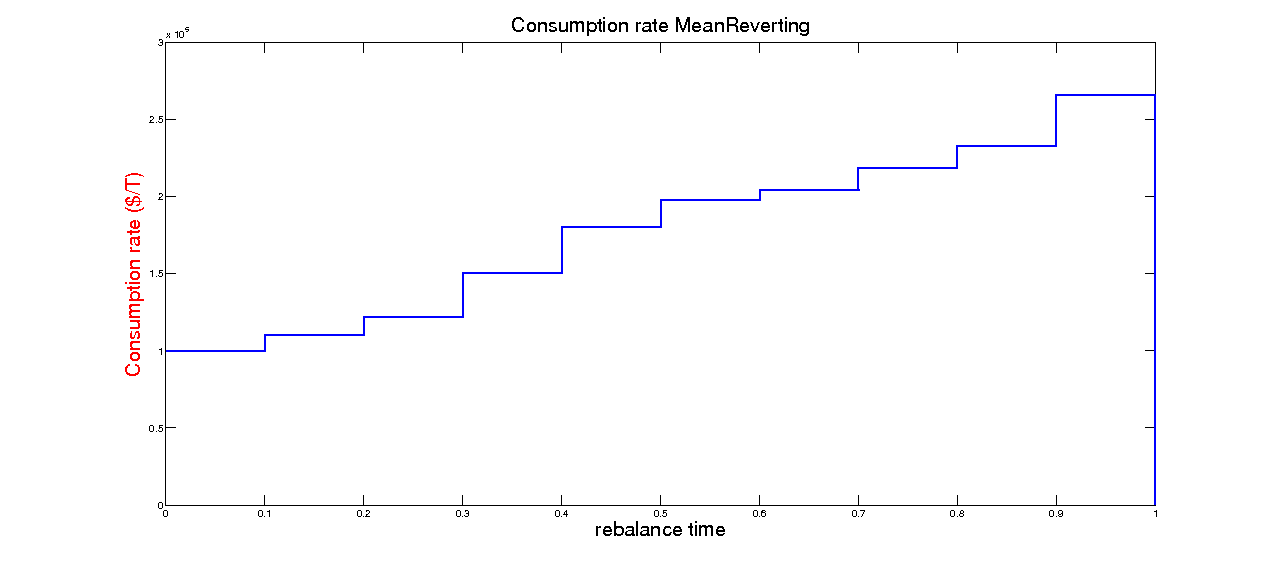 Consumption rate MeanReverting
x 10^5
3
2.5
2
1.5
1
0.5
0
Consumption rate ($/T)
0 0.1 0.2 0.3 0.4 0.5 0.6 0.7 0.8 0.9 1
rebalance time